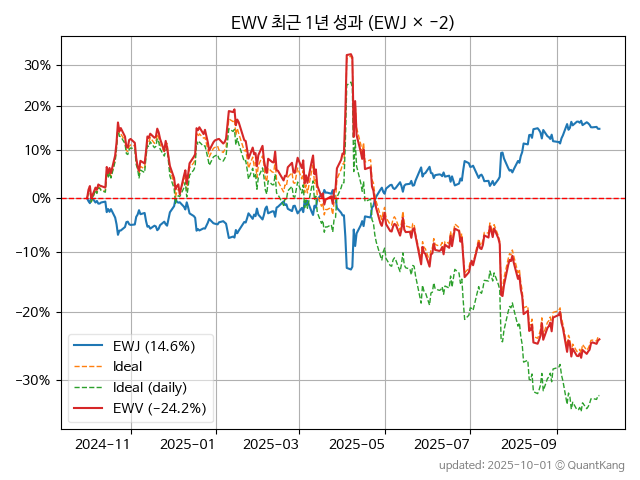 EWV 최근 1년 성과 (EWJ × -2)
30%
20%
10%
0%
−10%
−20%
−30%
EWJ (14.6%)
Ideal
Ideal (daily)
EWV (-24.2%)
2024-11
2025-01
2025-03
2025-05
2025-07
2025-09
updated: 2025-10-01 © QuantKang